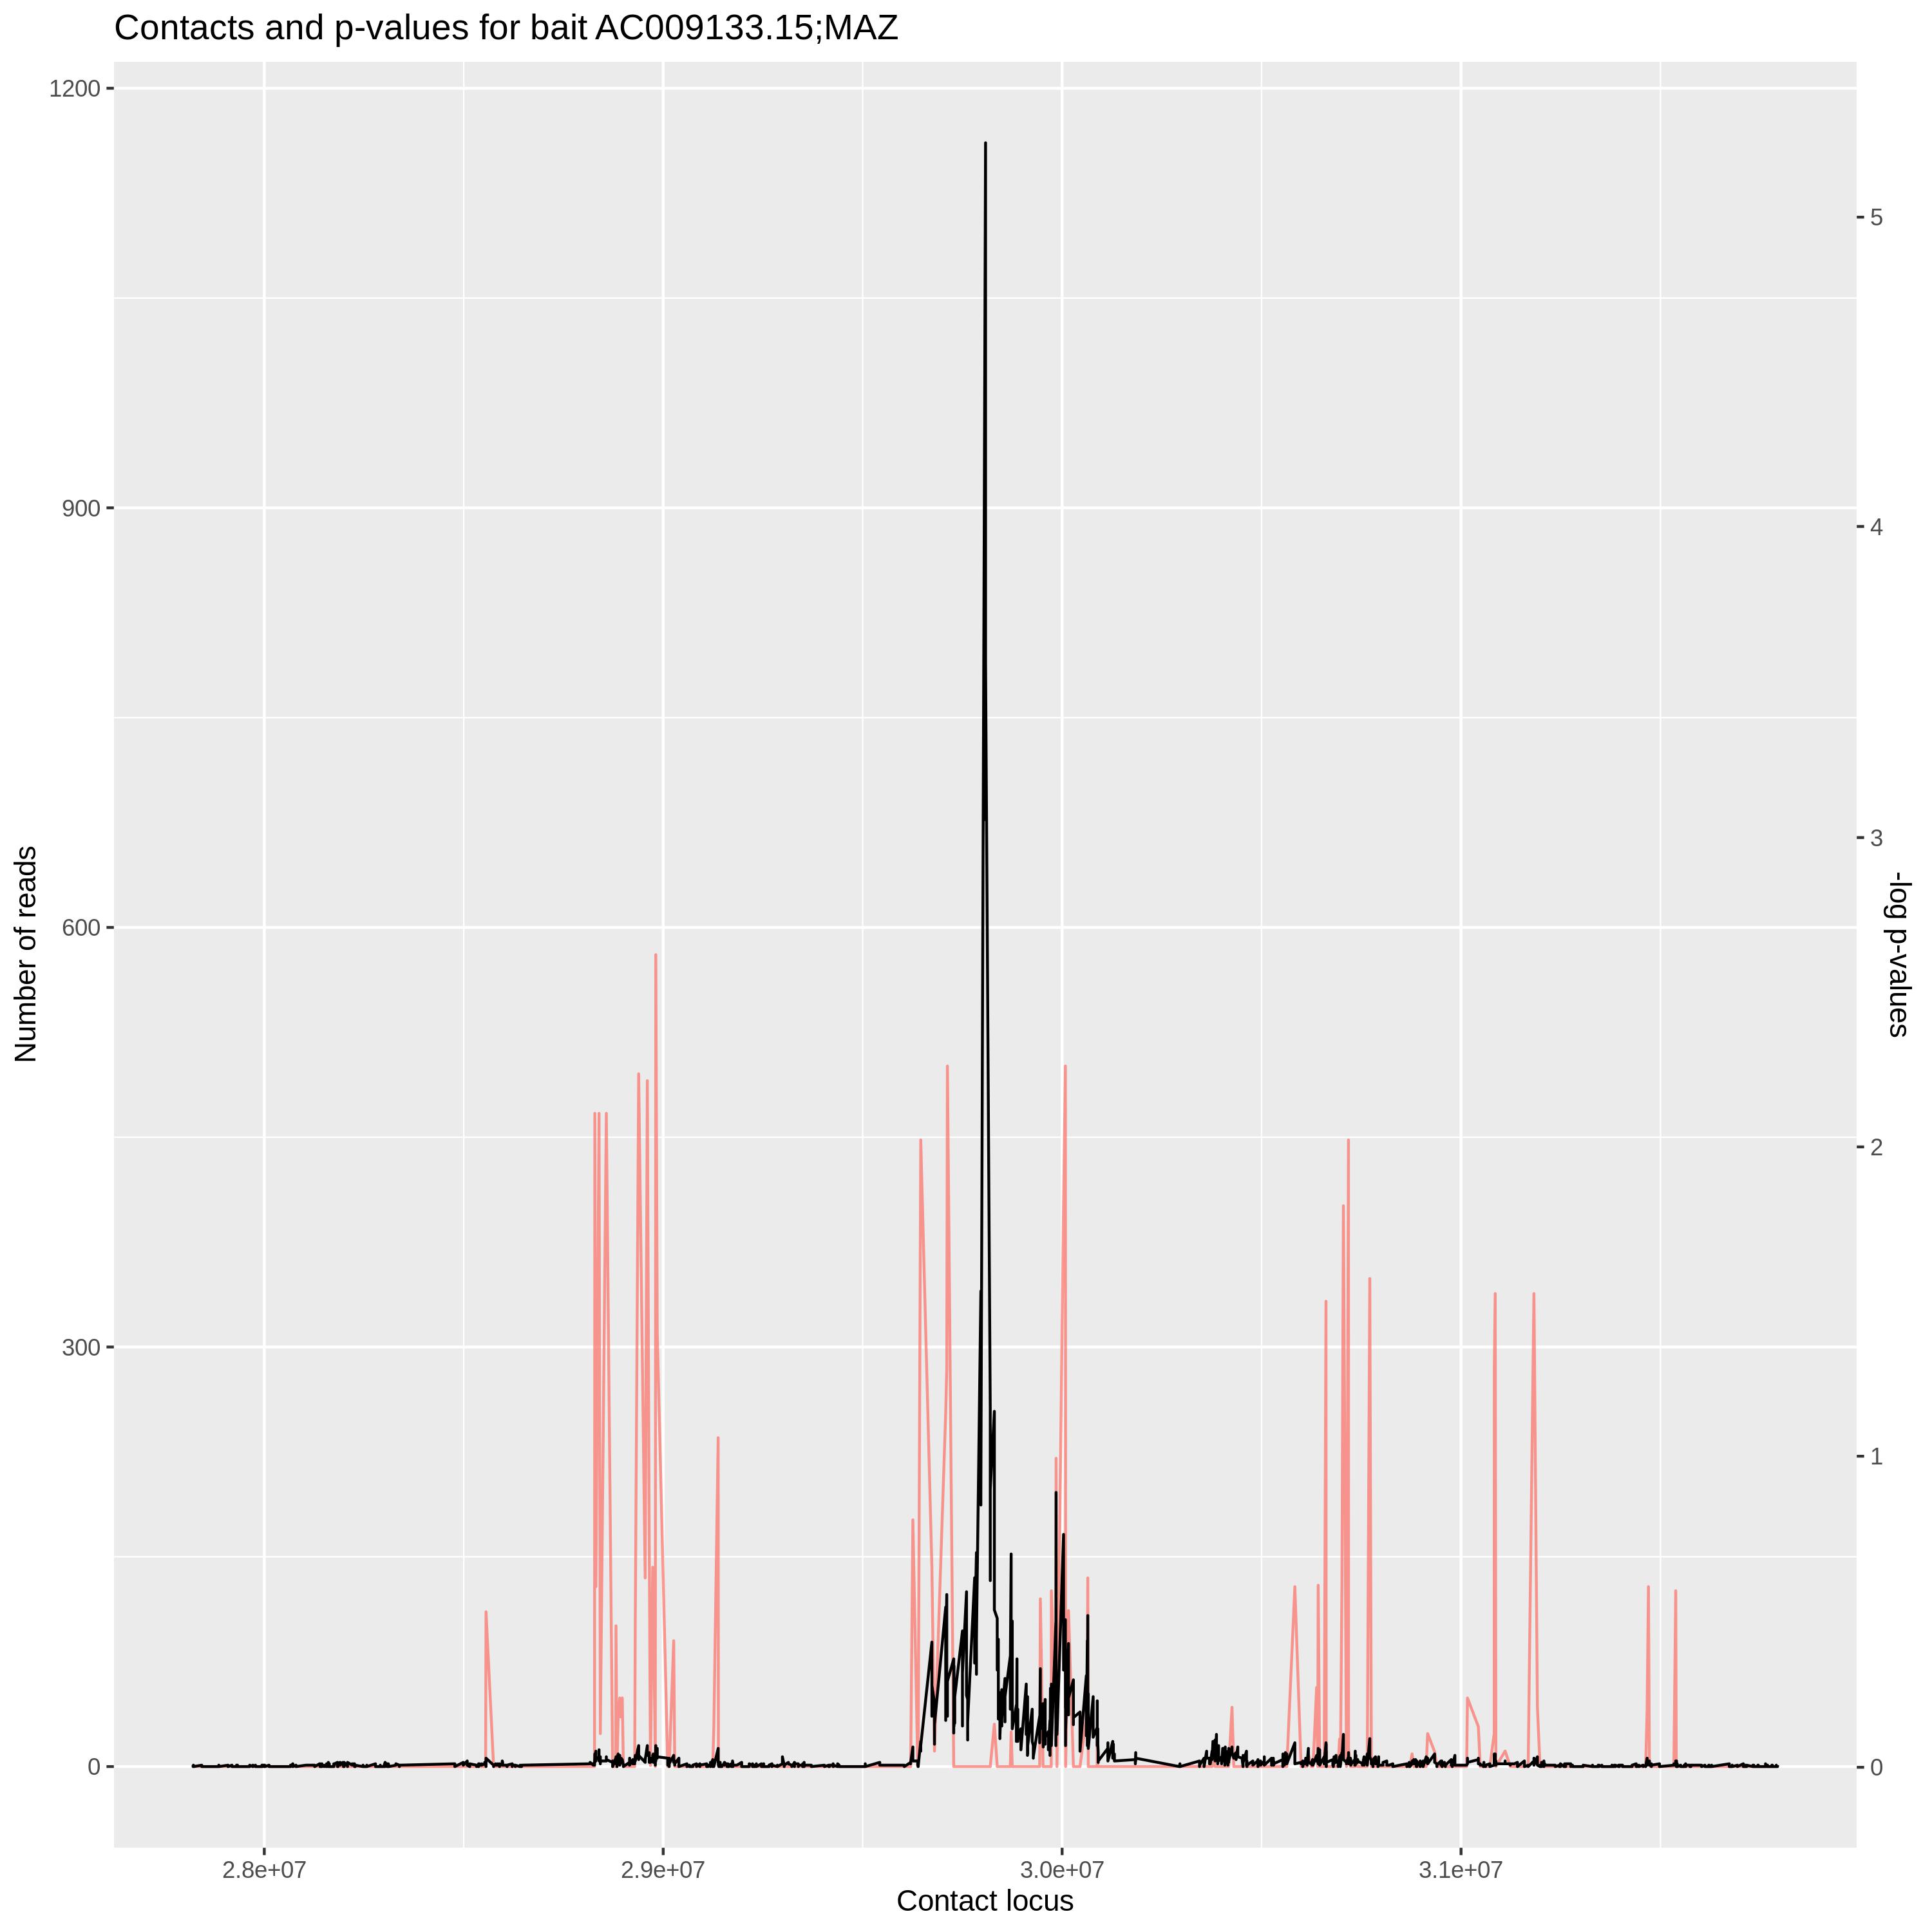 Contacts and p-values for bait AC009133.15;MAZ
1200
900
600
300
0
Number of reads
5
4
3
2
1
0
-log p-values
2.8e+07
2.9e+07
3.0e+07
3.1e+07
Contact locus